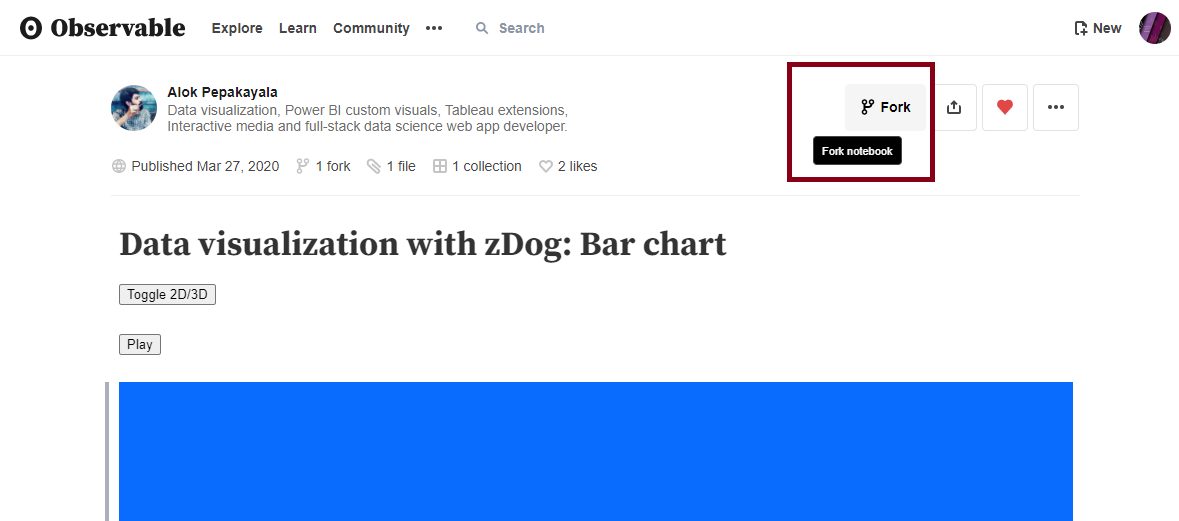 Observable Explore Learn Community ••• Search New
Alok Pepakayala
Data visualization, Power BI custom visuals, Tableau extensions,
Interactive media and full-stack data science web app developer.
Fork
Fork notebook
Published Mar 27, 2020 1 fork 1 file 1 collection 2 likes
Data visualization with zDog: Bar chart
Toggle 2D/3D
Play